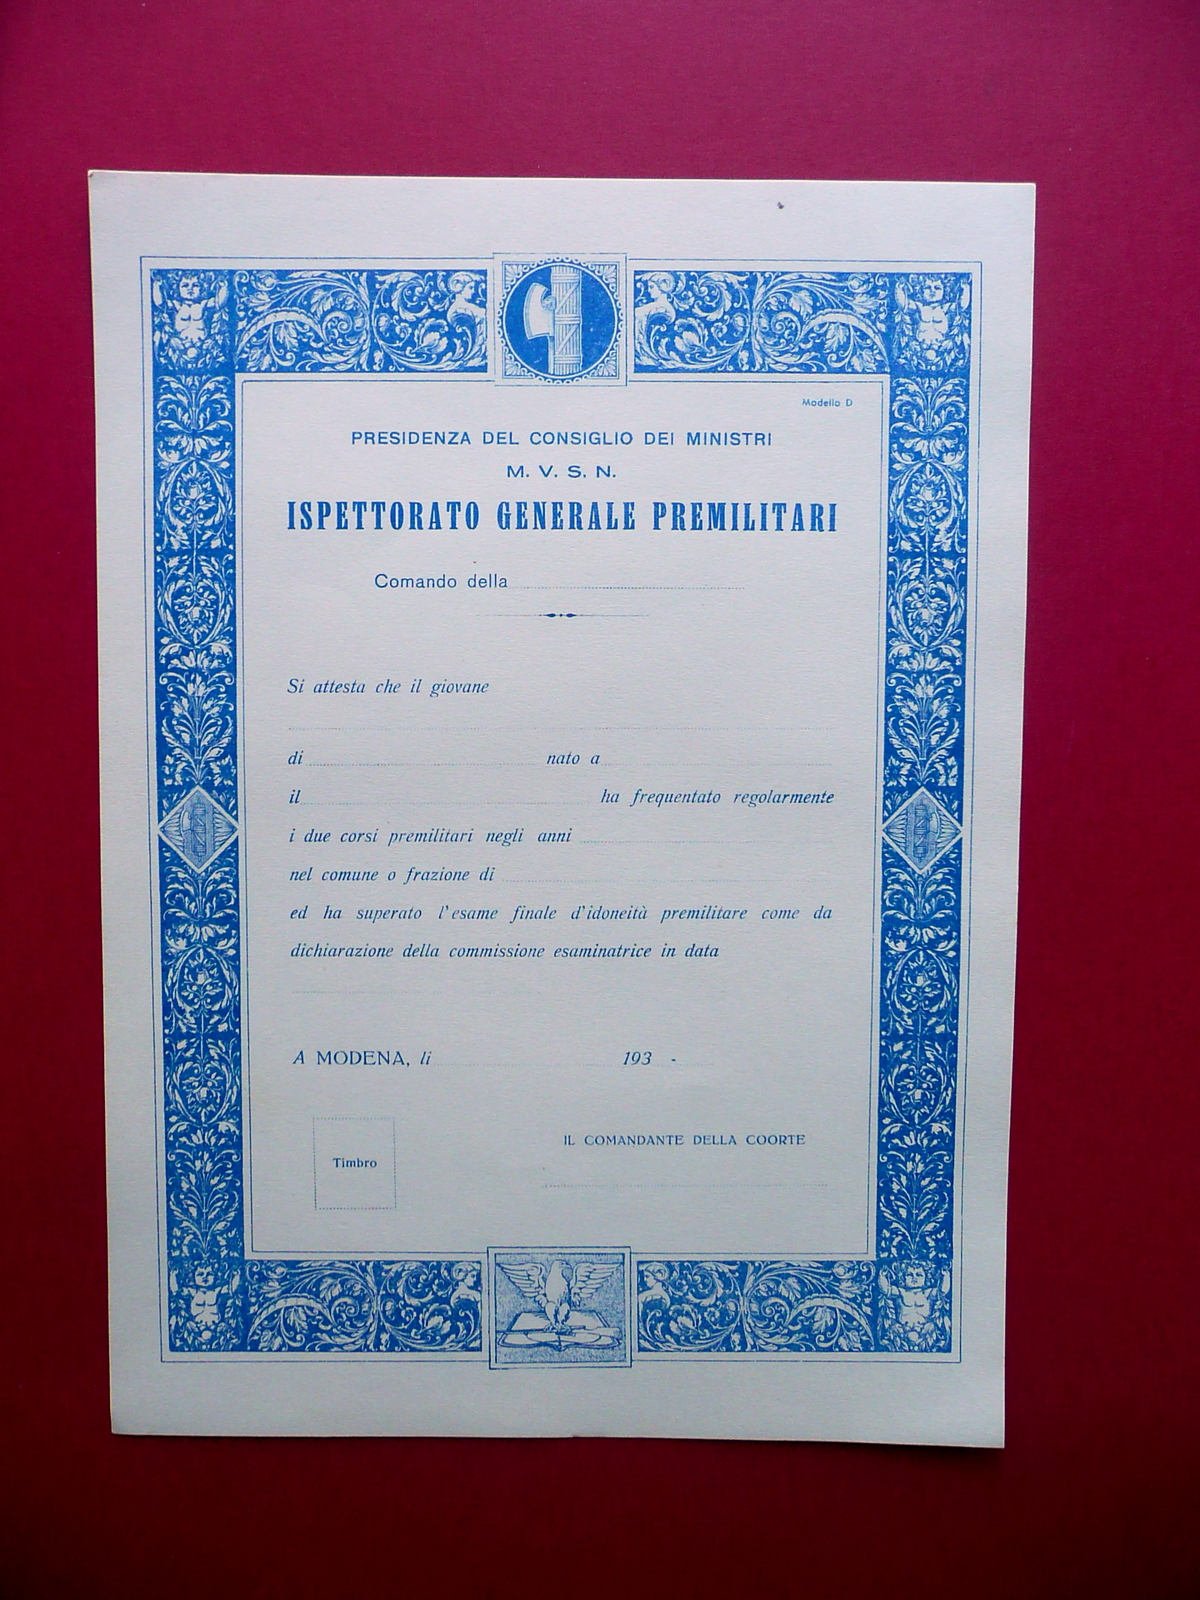 Modello D
PRESIDENZA DEL CONSIGLIO DEI MINISTRI
M. V. S. N.
ISPETTORATO GENERALE PREMILITARI
Comando della
Si attesta che il giovane
di nato a
il ha frequentato regolarmente
i due corsi premilitari negli anni
nel comune o frazione di
ed ha superato l'esame finale d'idoneità premilitare come da
dichiarazione della commissione esaminatrice in data
A MODENA, li 193 -
IL COMANDANTE DELLA COORTE
Timbro